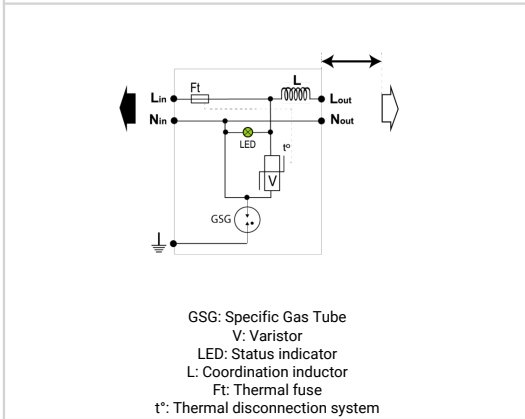 Ft L
Lin Lout
Nin Nout
LED t°
V
GSG
GSG: Specific Gas Tube
V: Varistor
LED: Status indicator
L: Coordination inductor
Ft: Thermal fuse
t°: Thermal disconnection system